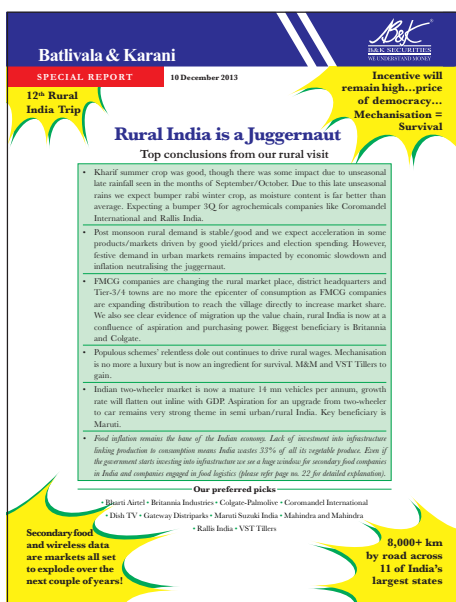 B&K
B&K SECURITIES
WE UNDERSTAND MONEY
Batlivala & Karani
SPECIAL REPORT
10 December 2013
12th Rural
India Trip
Incentive will
remain high...price
of democracy...
Mechanisation =
Survival
Rural India is a Juggernaut
Top conclusions from our rural visit
• Kharif summer crop was good, though there was some impact due to unseasonal
late rainfall seen in the months of September/October. Due to this late unseasonal
rains we expect bumper rabi winter crop, as moisture content is far better than
average. Expecting a bumper 3Q for agrochemicals companies like Coromandel
International and Rallis India.
• Post monsoon rural demand is stable/good and we expect acceleration in some
products/markets driven by good yield/prices and election spending. However,
festive demand in urban markets remains impacted by economic slowdown and
inflation neutralising the juggernaut.
• FMCG companies are changing the rural market place, district headquarters and
Tier-3/4 towns are no more the epicenter of consumption as FMCG companies
are expanding distribution to reach the village directly to increase market share.
We also see clear evidence of migration up the value chain, rural India is now at a
confluence of aspiration and purchasing power. Biggest beneficiary is Britannia
and Colgate.
• Populous schemes' relentless dole out continues to drive rural wages. Mechanisation
is no more a luxury but is now an ingredient for survival. M&M and VST Tillers to
gain.
• Indian two-wheeler market is now a mature 14 mn vehicles per annum, growth
rate will flatten out inline with GDP. Aspiration for an upgrade from two-wheeler
to car remains very strong theme in semi urban/rural India. Key beneficiary is
Maruti.
• Food inflation remains the bane of the Indian economy. Lack of investment into infrastructure
linking production to consumption means India wastes 33% of all its vegetable produce. Even if
the government starts investing into infrastructure we see a huge window for secondary food companies
in India and companies engaged in food logistics (please refer page no. 22 for detailed explanation).
Our preferred picks
• Bharti Airtel • Britannia Industries • Colgate-Palmolive • Coromandel International
• Dish TV • Gateway Distriparks • Maruti Suzuki India • Mahindra and Mahindra
• Rallis India • VST Tillers
Secondary food
and wireless data
are markets all set
to explode over the
next couple of years!
8,000+ km
by road across
11 of India's
largest states